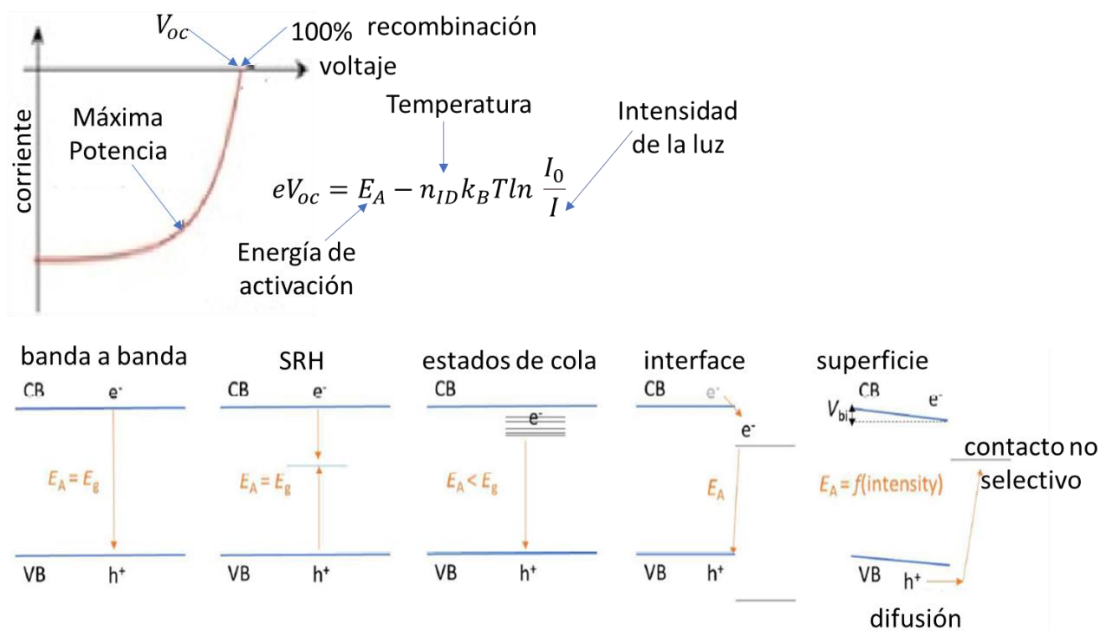 V_oc
100% recombinación
voltaje
corriente
Máxima
Potencia
Temperatura
Intensidad
de la luz
eV_oc = E_A − n_ID k_B T ln I_0/I
Energía de
activación
banda a banda
CB e⁻
E_A = E_g
VB h⁺
SRH
CB e⁻
E_A = E_g
VB h⁺
estados de cola
CB
e⁻
E_A < E_g
VB h⁺
interface
CB e⁻
e⁻
E_A
VB h⁺
superficie
CB
e⁻
V_bi
contacto no
selectivo
E_A = f(intensity)
VB h⁺
difusión